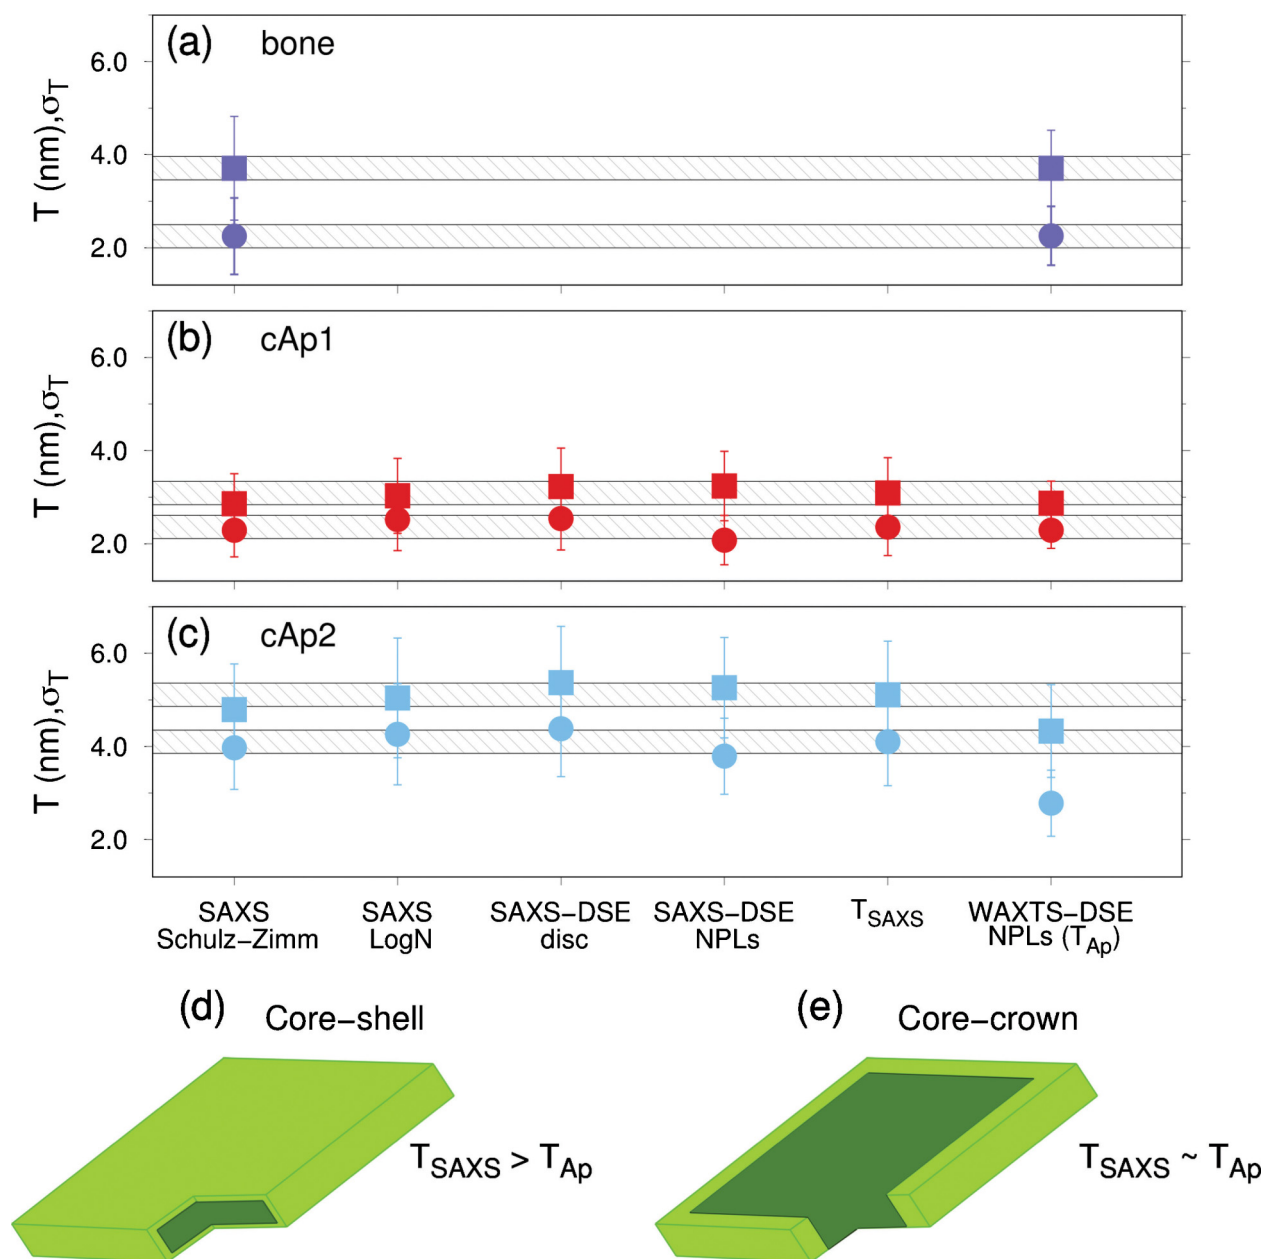 (a) bone
6.0
4.0
2.0
T (nm),σT
(b) cAp1
6.0
4.0
2.0
T (nm),σT
(c) cAp2
6.0
4.0
2.0
T (nm),σT
SAXS
Schulz–Zimm
SAXS
LogN
SAXS–DSE
disc
SAXS–DSE
NPLs
TSAXS
WAXTS–DSE
NPLs (TAp)
(d) Core–shell
TSAXS > TAp
(e) Core–crown
TSAXS ~ TAp